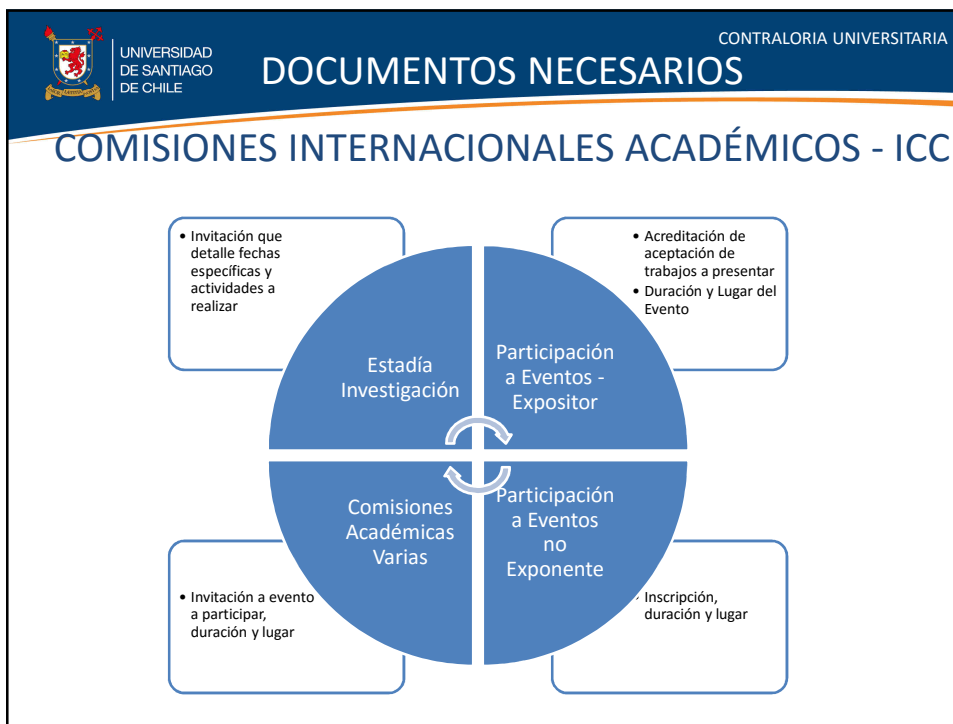 UNIVERSIDAD
DE SANTIAGO
DE CHILE
CONTRALORIA UNIVERSITARIA
DOCUMENTOS NECESARIOS
COMISIONES INTERNACIONALES ACADÉMICOS - ICC
• Invitación que
detalle fechas
específicas y
actividades a
realizar
• Acreditación de
aceptación de
trabajos a presentar
• Duración y Lugar del
Evento
Estadía
Investigación
Participación
a Eventos -
Expositor
Comisiones
Académicas
Varias
Participación
a Eventos
no
Exponente
• Invitación a evento
a participar,
duración y lugar
Inscripción,
duración y lugar